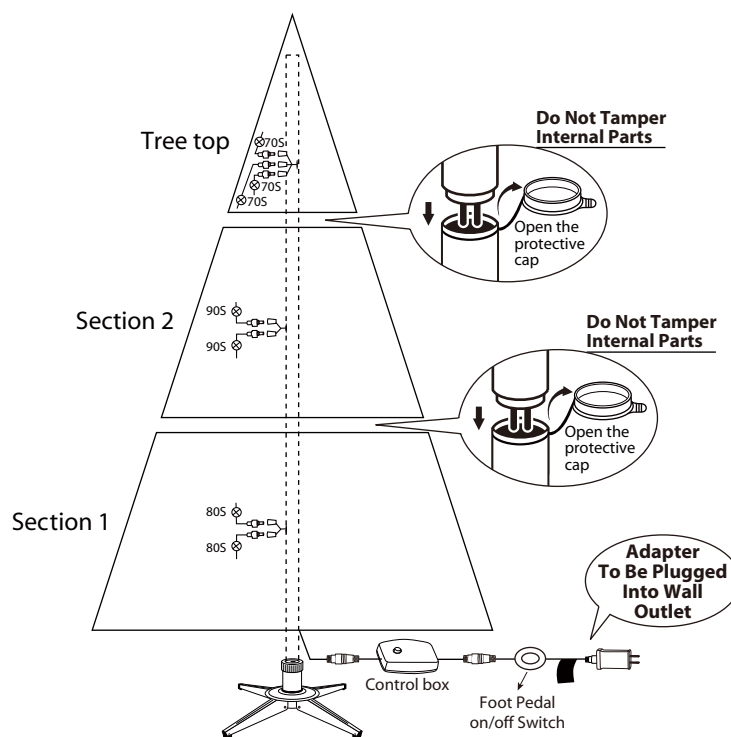 Do Not Tamper
Internal Parts
Tree top
70S
70S
70S
Open the
protective
cap
Section 2
90S
90S
Do Not Tamper
Internal Parts
Open the
protective
cap
Section 1
80S
80S
Adapter
To Be Plugged
Into Wall
Outlet
Control box
Foot Pedal
on/off Switch